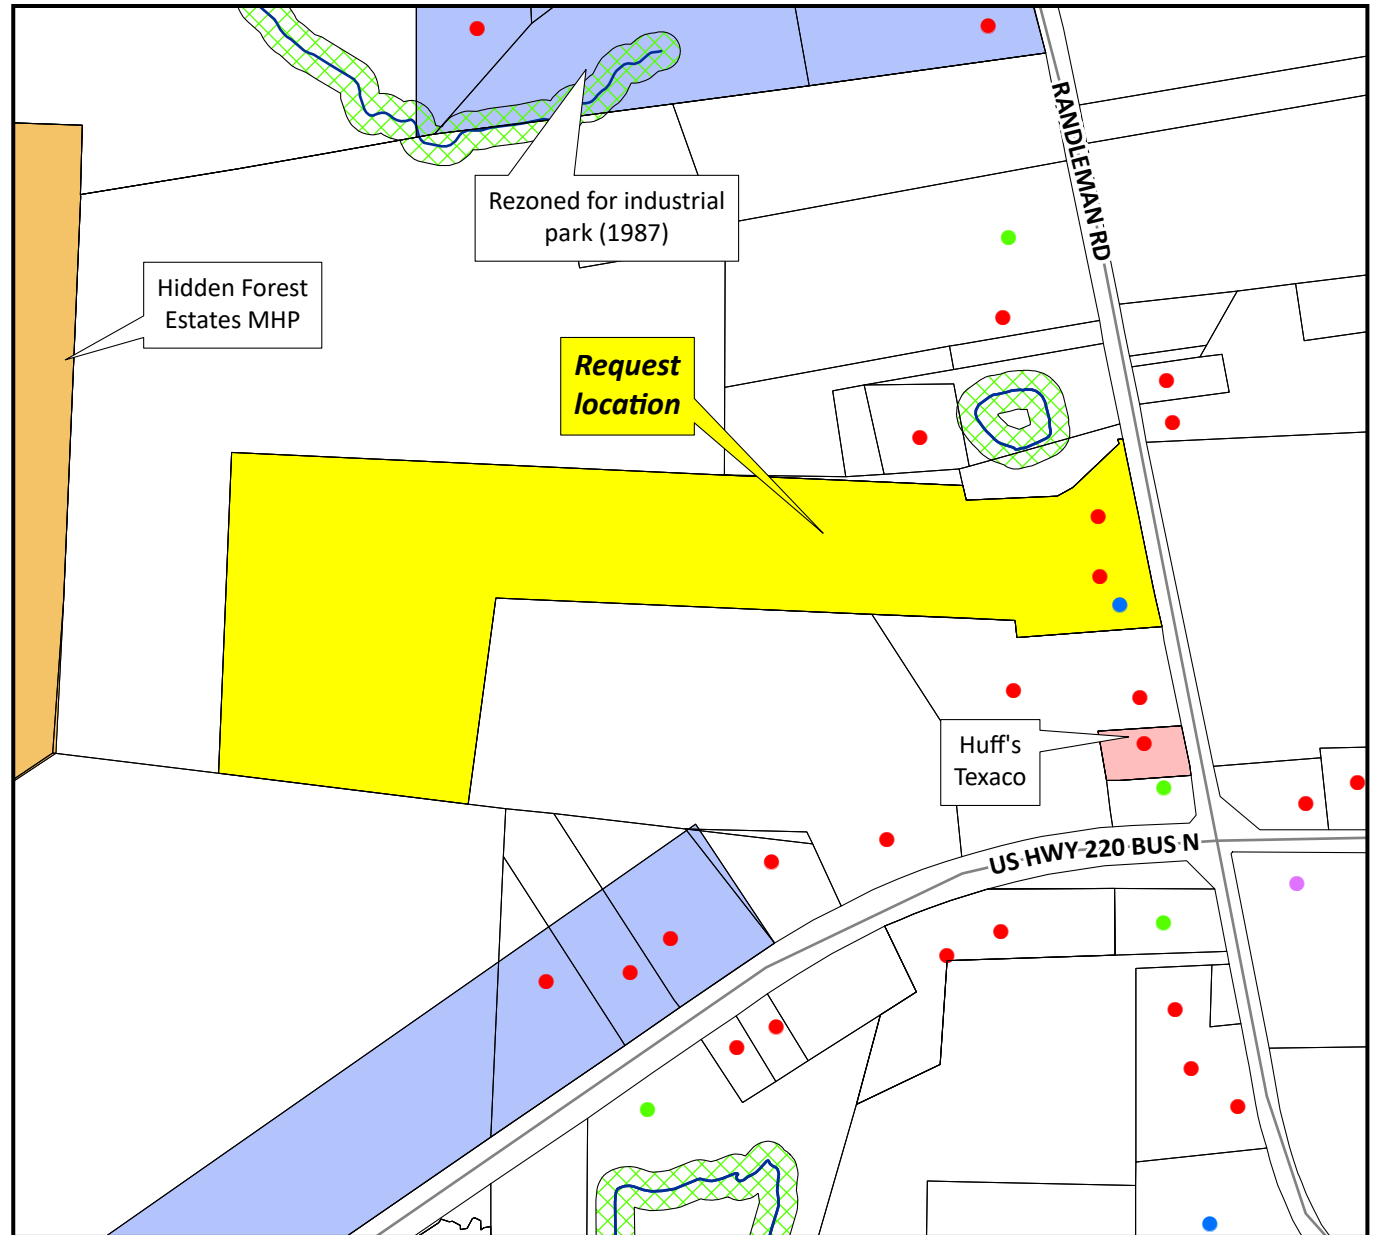 RANDLEMAN RD
Rezoned for industrial
park (1987)
Hidden Forest
Estates MHP
Request
location
Huff's
Texaco
US HWY 220 BUS N